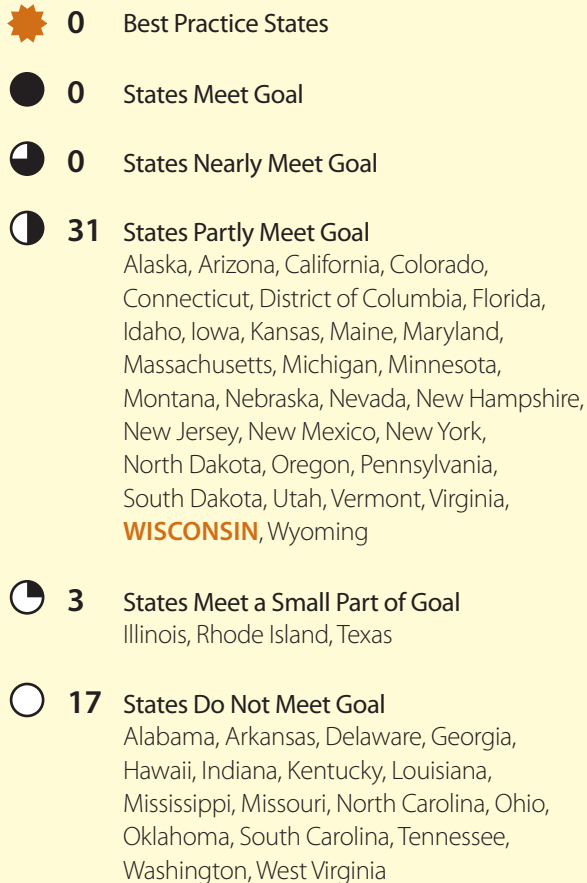 0 Best Practice States
0 States Meet Goal
0 States Nearly Meet Goal
31 States Partly Meet Goal
Alaska, Arizona, California, Colorado,
Connecticut, District of Columbia, Florida,
Idaho, Iowa, Kansas, Maine, Maryland,
Massachusetts, Michigan, Minnesota,
Montana, Nebraska, Nevada, New Hampshire,
New Jersey, New Mexico, New York,
North Dakota, Oregon, Pennsylvania,
South Dakota, Utah, Vermont, Virginia,
WISCONSIN, Wyoming
3 States Meet a Small Part of Goal
Illinois, Rhode Island, Texas
17 States Do Not Meet Goal
Alabama, Arkansas, Delaware, Georgia,
Hawaii, Indiana, Kentucky, Louisiana,
Mississippi, Missouri, North Carolina, Ohio,
Oklahoma, South Carolina, Tennessee,
Washington, West Virginia